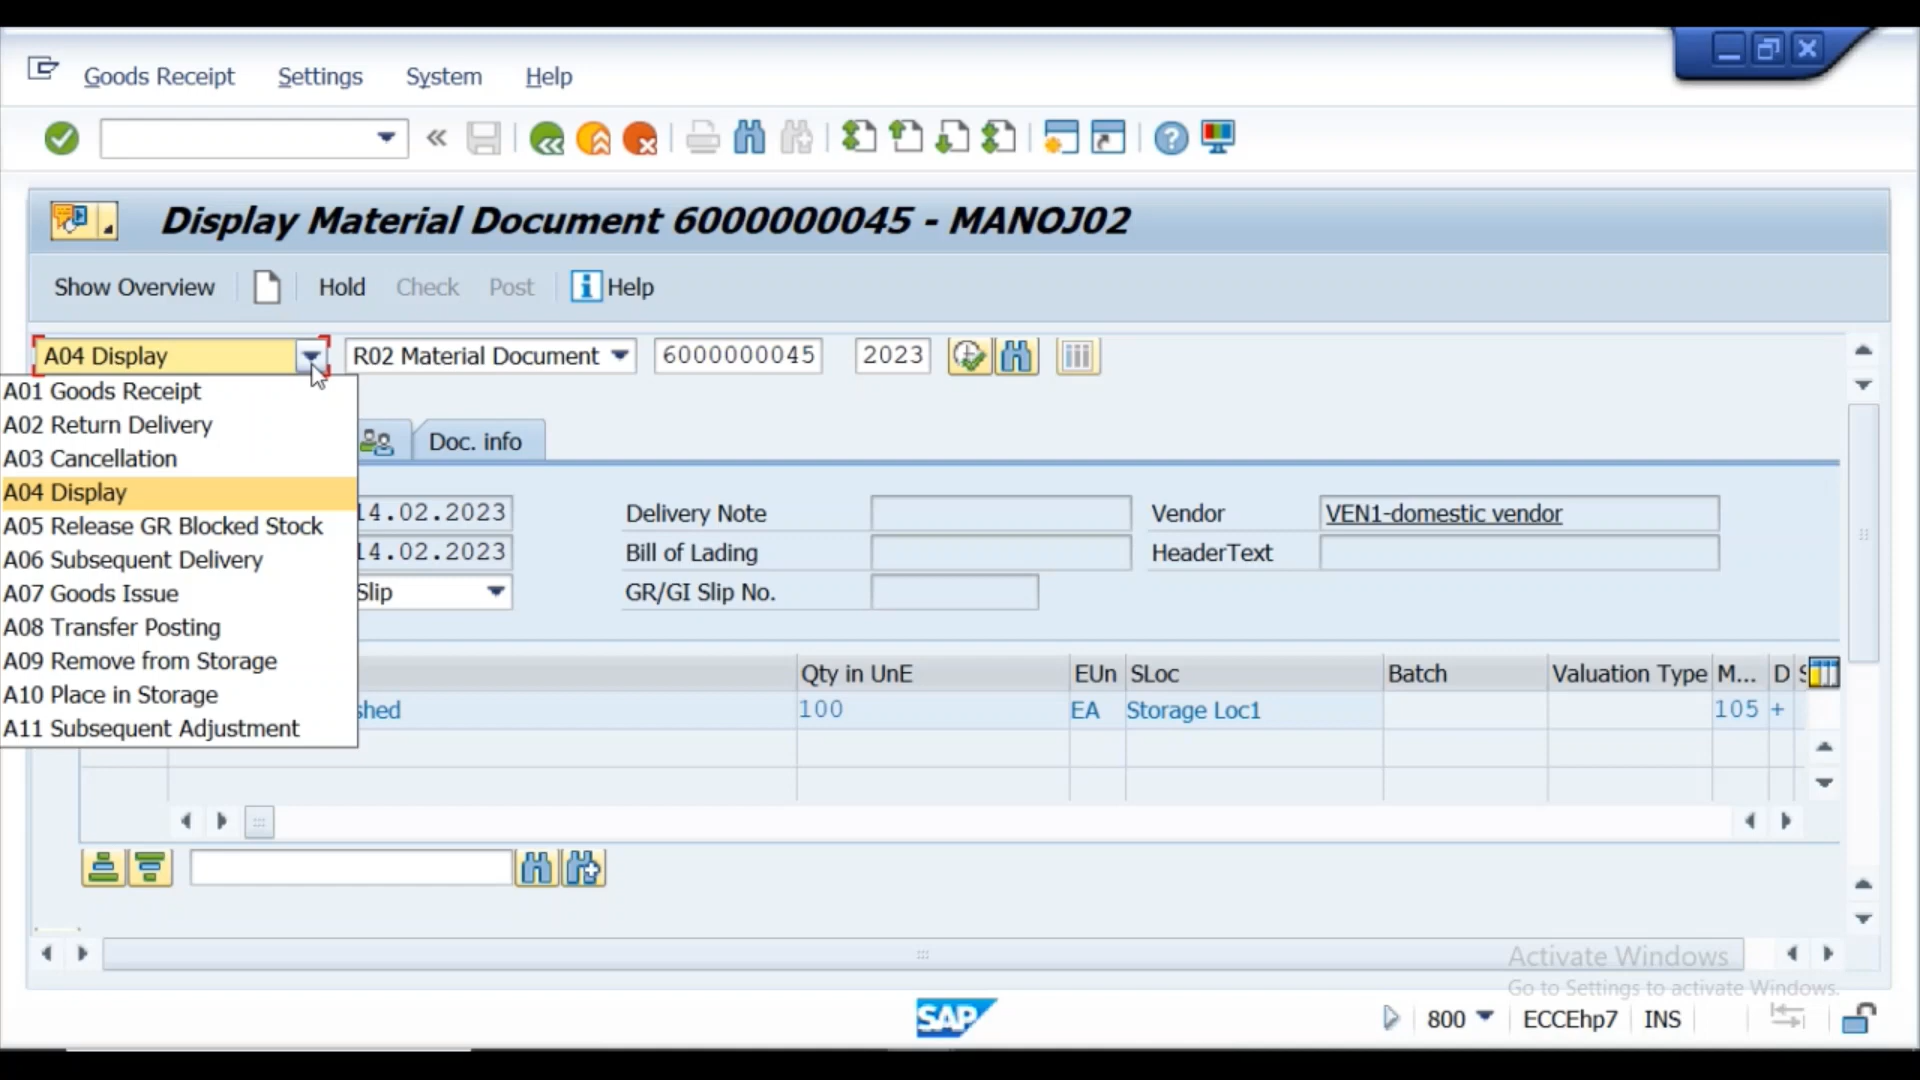 Goods Receipt Settings System Help
Display Material Document 6000000045 - MANOJ02
Show Overview Hold Check Post Help
A04 Display R02 Material Document 6000000045 2023
A01 Goods Receipt
A02 Return Delivery
A03 Cancellation
A04 Display
A05 Release GR Blocked Stock
A06 Subsequent Delivery
A07 Goods Issue
A08 Transfer Posting
A09 Remove from Storage
A10 Place in Storage
A11 Subsequent Adjustment
Doc. info
14.02.2023 Delivery Note Vendor VEN1-domestic vendor
14.02.2023 Bill of Lading HeaderText
Slip GR/GI Slip No.
Qty in UnE EUn SLoc Batch Valuation Type M... D S
shed 100 EA Storage Loc1 105 +
Activate Windows
Go to Settings to activate Windows.
SAP 800 ECCEhp7 INS